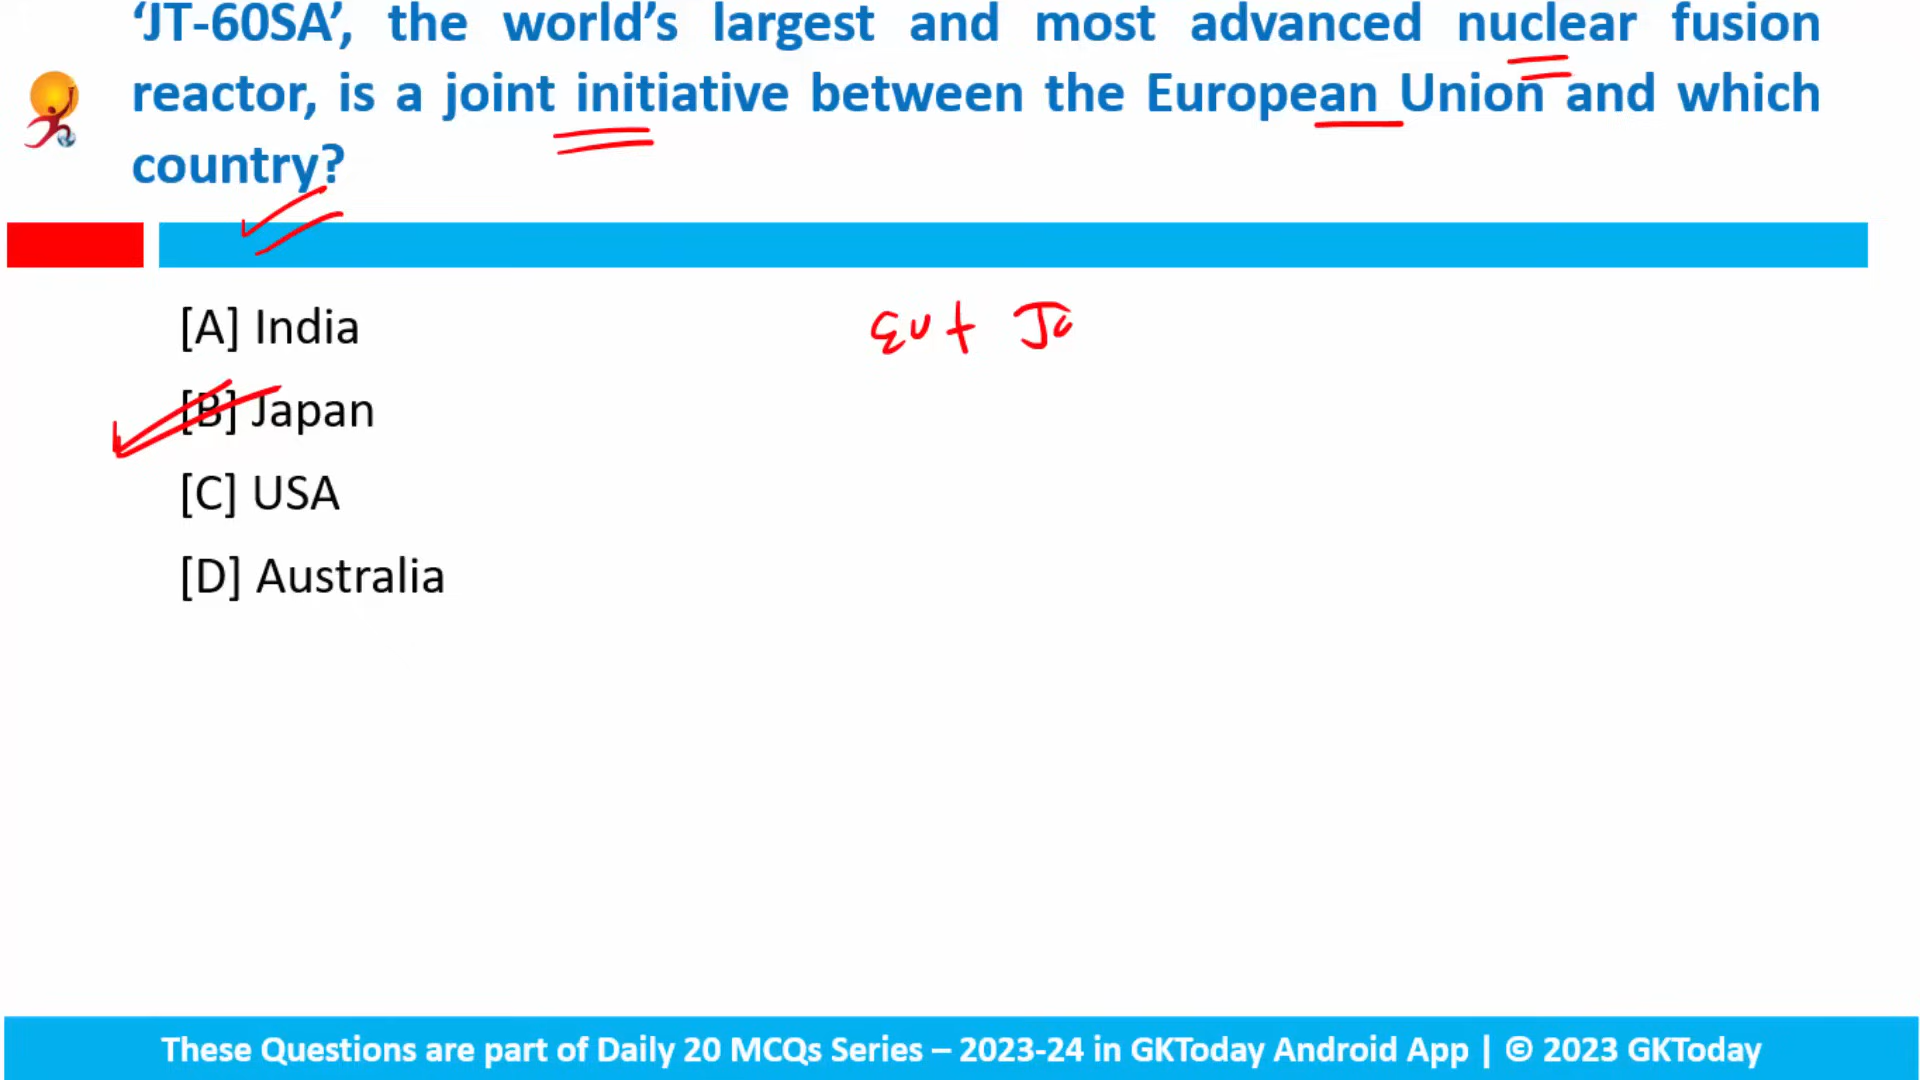 ‘JT-60SA’, the world’s largest and most advanced nuclear fusion
reactor, is a joint initiative between the European Union and which
country?
[A] India
EU + Ja
[B] Japan
[C] USA
[D] Australia
These Questions are part of Daily 20 MCQs Series – 2023-24 in GKToday Android App | © 2023 GKToday